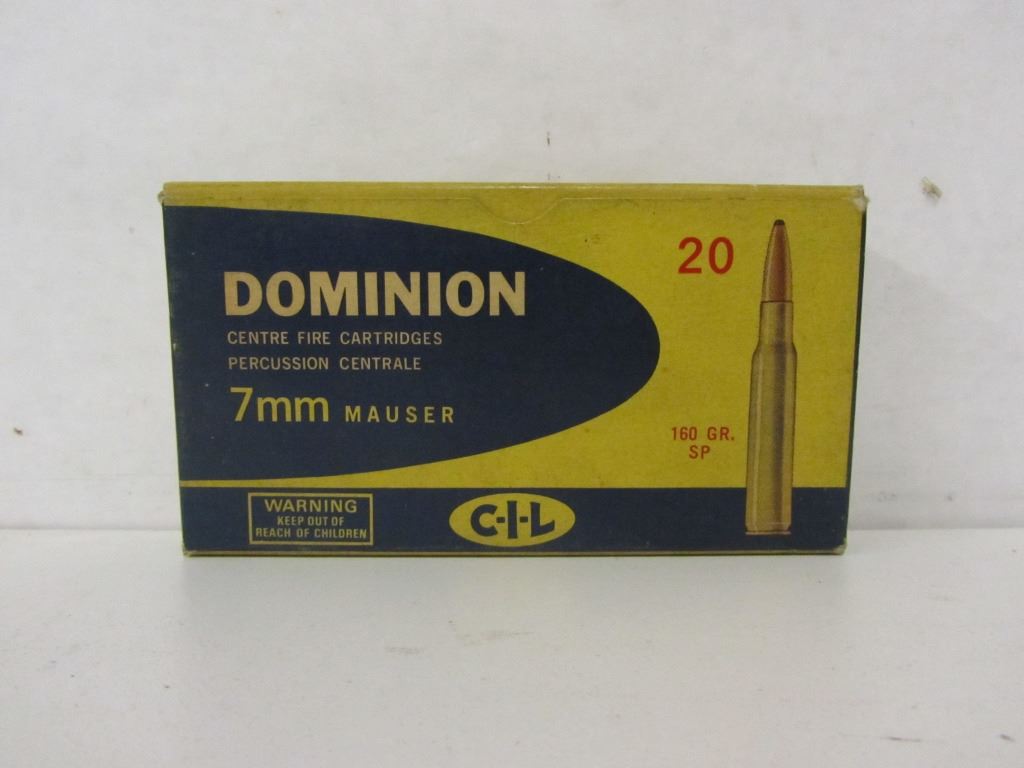 DOMINION
CENTRE FIRE CARTRIDGES
PERCUSSION CENTRALE
7mm MAUSER
20
160 GR.
SP
WARNING
KEEP OUT OF
REACH OF CHILDREN
C-I-L